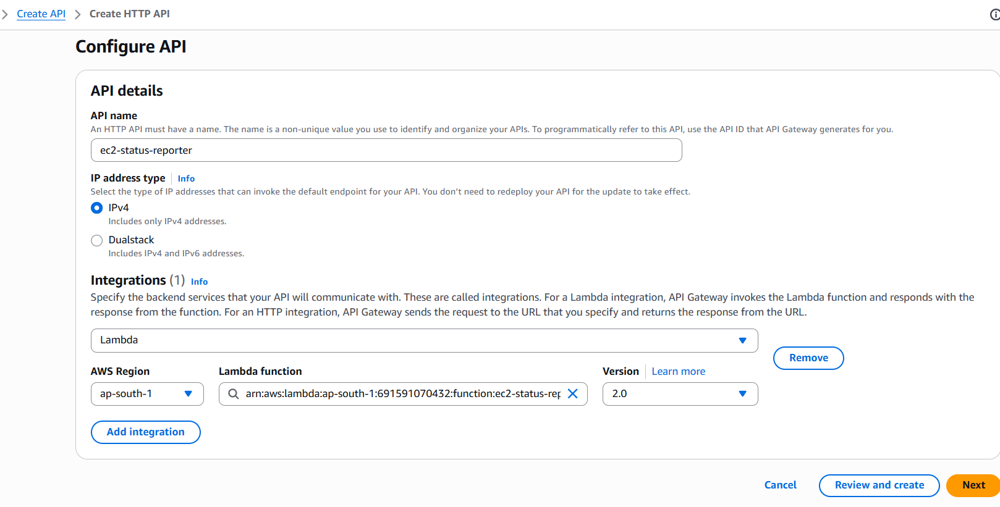 Create API > Create HTTP API
Configure API
API details
API name
An HTTP API must have a name. The name is a non-unique value you use to identify and organize your APIs. To programmatically refer to this API, use the API ID that API Gateway generates for you.
ec2-status-reporter
IP address type Info
Select the type of IP addresses that can invoke the default endpoint for your API. You don’t need to redeploy your API for the update to take effect.
IPv4
Includes only IPv4 addresses.
Dualstack
Includes IPv4 and IPv6 addresses.
Integrations (1) Info
Specify the backend services that your API will communicate with. These are called integrations. For a Lambda integration, API Gateway invokes the Lambda function and responds with the
response from the function. For an HTTP integration, API Gateway sends the request to the URL that you specify and returns the response from the URL.
Lambda
Remove
AWS Region Lambda function Version Learn more
ap-south-1 arn:aws:lambda:ap-south-1:691591070432:function:ec2-status-rep 2.0
Add integration
Cancel Review and create Next